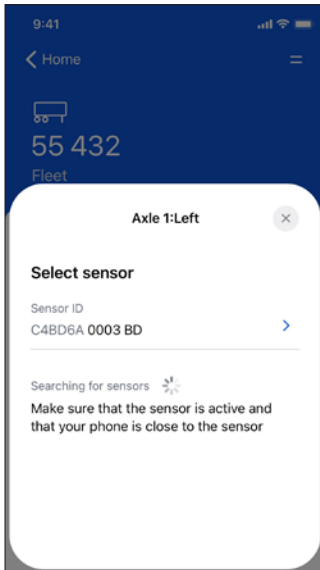 9:41
Home
55 432
Fleet
Axle 1:Left
Select sensor
Sensor ID
C4BD6A 0003 BD
Searching for sensors
Make sure that the sensor is active and
that your phone is close to the sensor